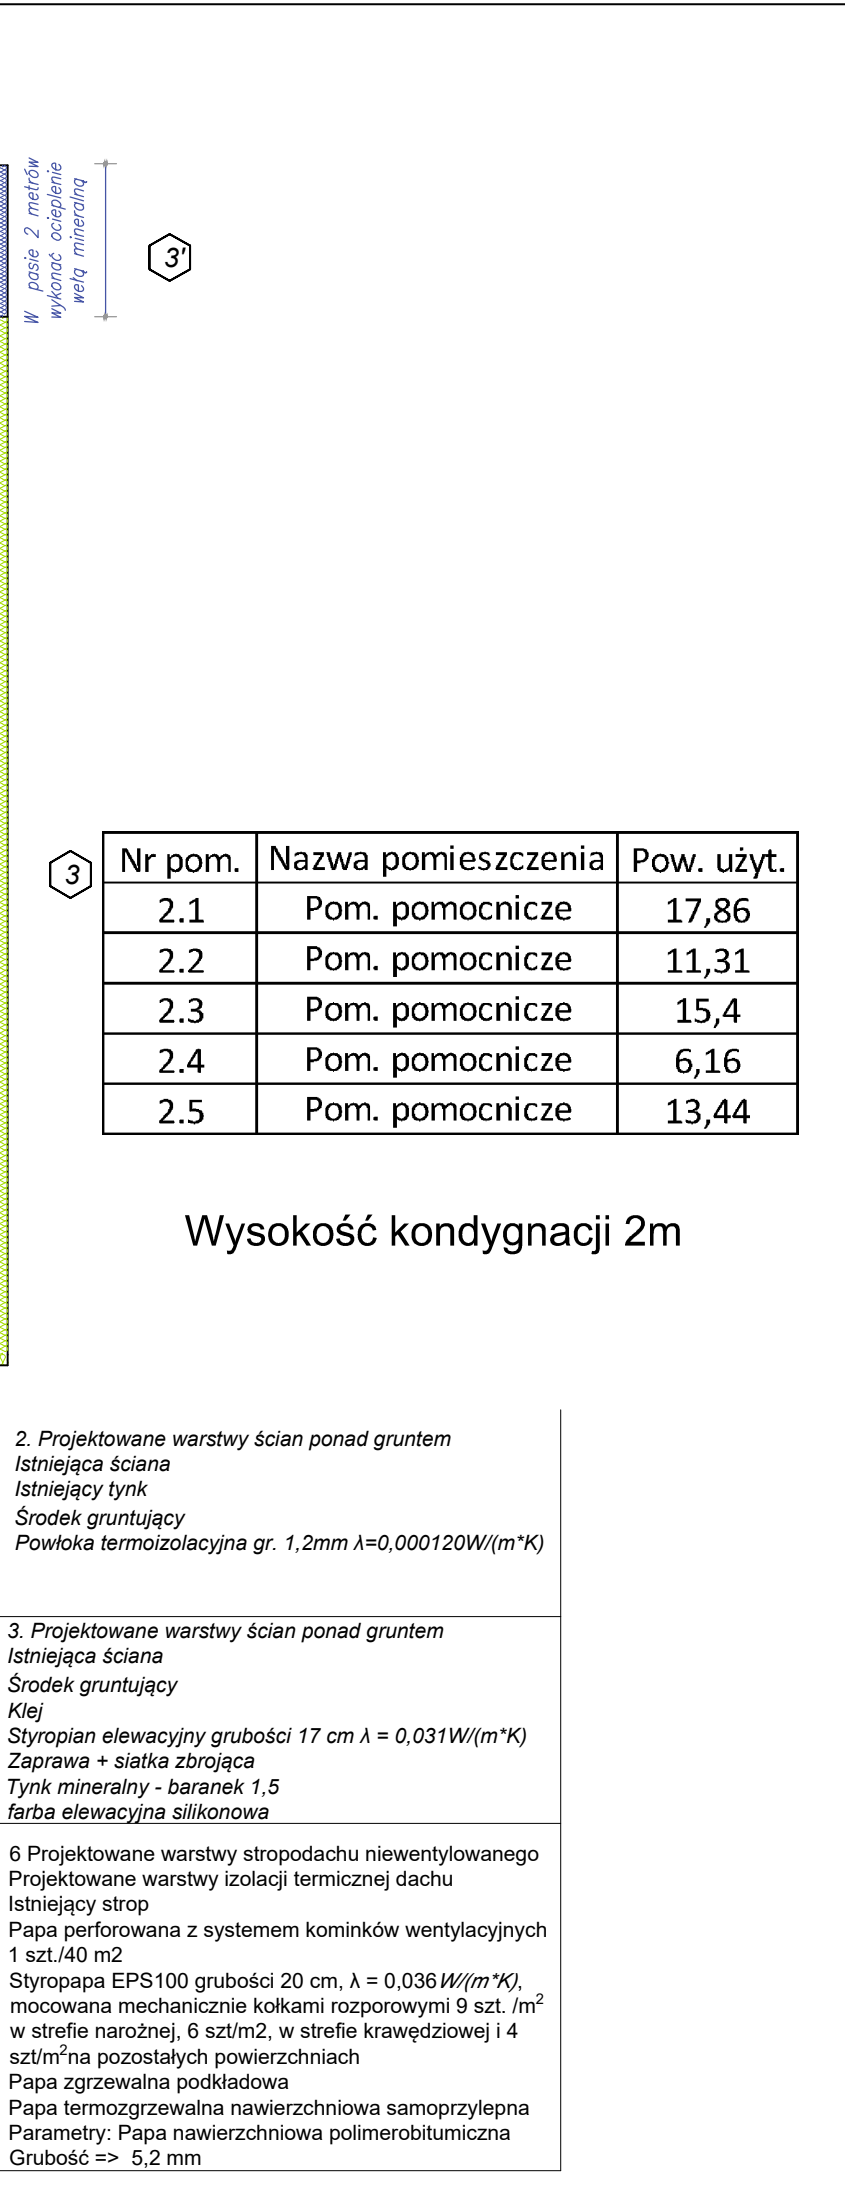 W pasie 2 metrów
wykonać ocieplenie
wełą mineralną
3'
3
Nr pom. Nazwa pomieszczenia Pow. użyt.
2.1 Pom. pomocnicze 17,86
2.2 Pom. pomocnicze 11,31
2.3 Pom. pomocnicze 15,4
2.4 Pom. pomocnicze 6,16
2.5 Pom. pomocnicze 13,44
Wysokość kondygnacji 2m
2. Projektowane warstwy ścian ponad gruntem
Istniejąca ściana
Istniejący tynk
Środek gruntujący
Powłoka termoizolacyjna gr. 1,2mm λ=0,000120W/(m*K)
3. Projektowane warstwy ścian ponad gruntem
Istniejąca ściana
Środek gruntujący
Klej
Styropian elewacyjny grubości 17 cm λ = 0,031W/(m*K)
Zaprawa + siatka zbrojąca
Tynk mineralny - baranek 1,5
farba elewacyjna silikonowa
6 Projektowane warstwy stropodachu niewentylowanego
Projektowane warstwy izolacji termicznej dachu
Istniejący strop
Papa perforowana z systemem kominków wentylacyjnych
1 szt./40 m2
Styropapa EPS100 grubości 20 cm, λ = 0,036W/(m*K),
mocowana mechanicznie kołkami rozporowymi 9 szt. /m²
w strefie narożnej, 6 szt/m2, w strefie krawędziowej i 4
szt/m²na pozostałych powierzchniach
Papa zgrzewalna podkładowa
Papa termozgrzewalna nawierzchniowa samoprzylepna
Parametry: Papa nawierzchniowa polimerobitumiczna
Grubość => 5,2 mm